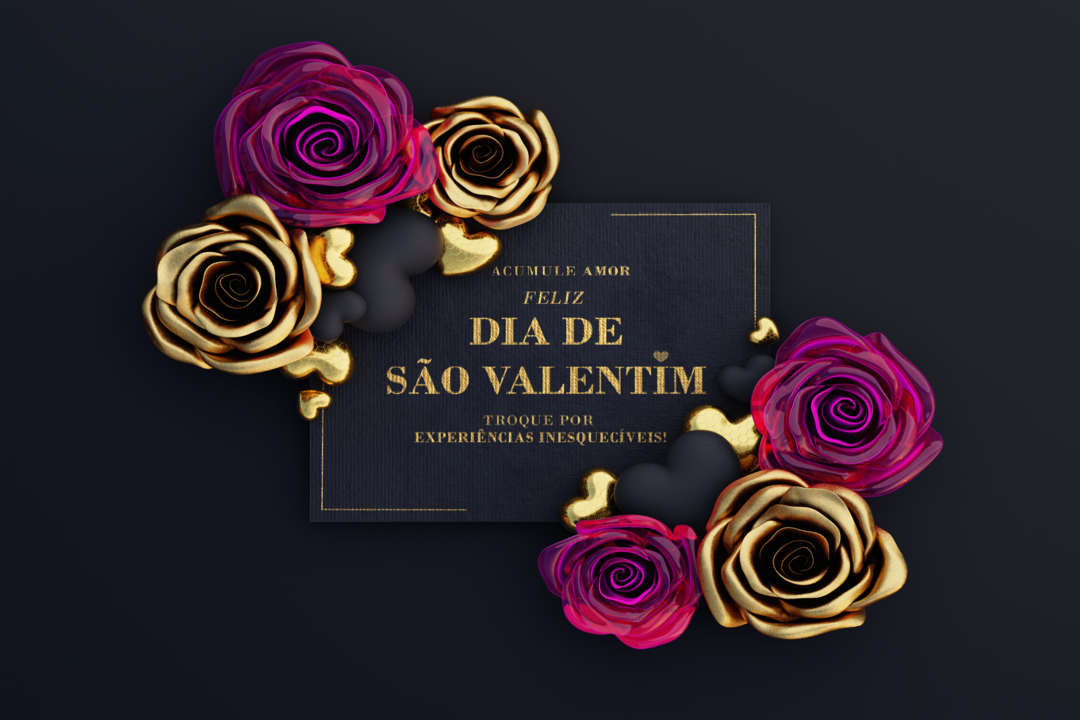 ACUMULE AMOR
FELIZ
DIA DE
SÃO VALENTIM
TROQUE POR
EXPERIÊNCIAS INESQUECÍVEIS!